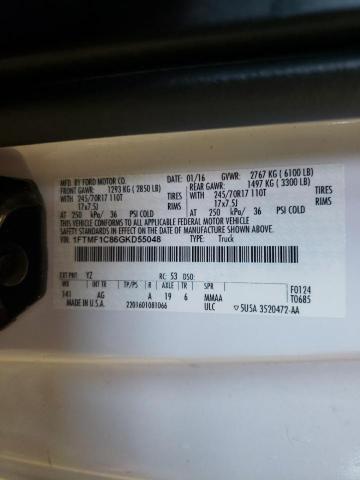 MFD. BY FORD MOTOR CO.
01/16 GVWR: 2767 KG ( 6100 LB)
FRONT GAWR: 1293 KG ( 2850 LB) REAR GAWR: 1497 KG ( 3300 LB)
WITH 245/70R17 110T TIRES WITH 245/70R17 110T TIRES
17x7.5J RIMS 17x7.5J RIMS
AT 250 kPa/ 36 PSI COLD AT 250 kPa/ 36 PSI COLD
THIS VEHICLE CONFORMS TO ALL APPLICABLE FEDERAL MOTOR VEHICLE
SAFETY STANDARDS IN EFFECT ON THE DATE OF MANUFACTURE SHOWN ABOVE.
VIN: 1FTMF1C86GKD55048 TYPE: Truck
EXT PNT: YZ RC: 53 DSO:
WB TP/PS R AXLE TR SPR
141 AG A 19 6 MMAA F0124
T0685
MADE IN U.S.A. 2201601081066 ULC 5U5A 3520472-AA